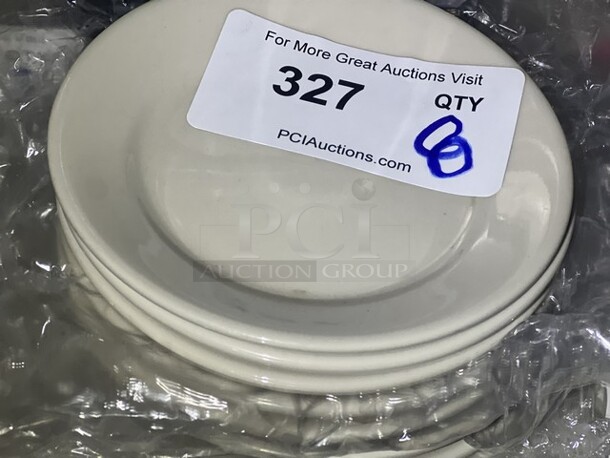 For More Great Auctions Visit
327 QTY
8
PCIAuctions.com
PCI
AUCTION GROUP